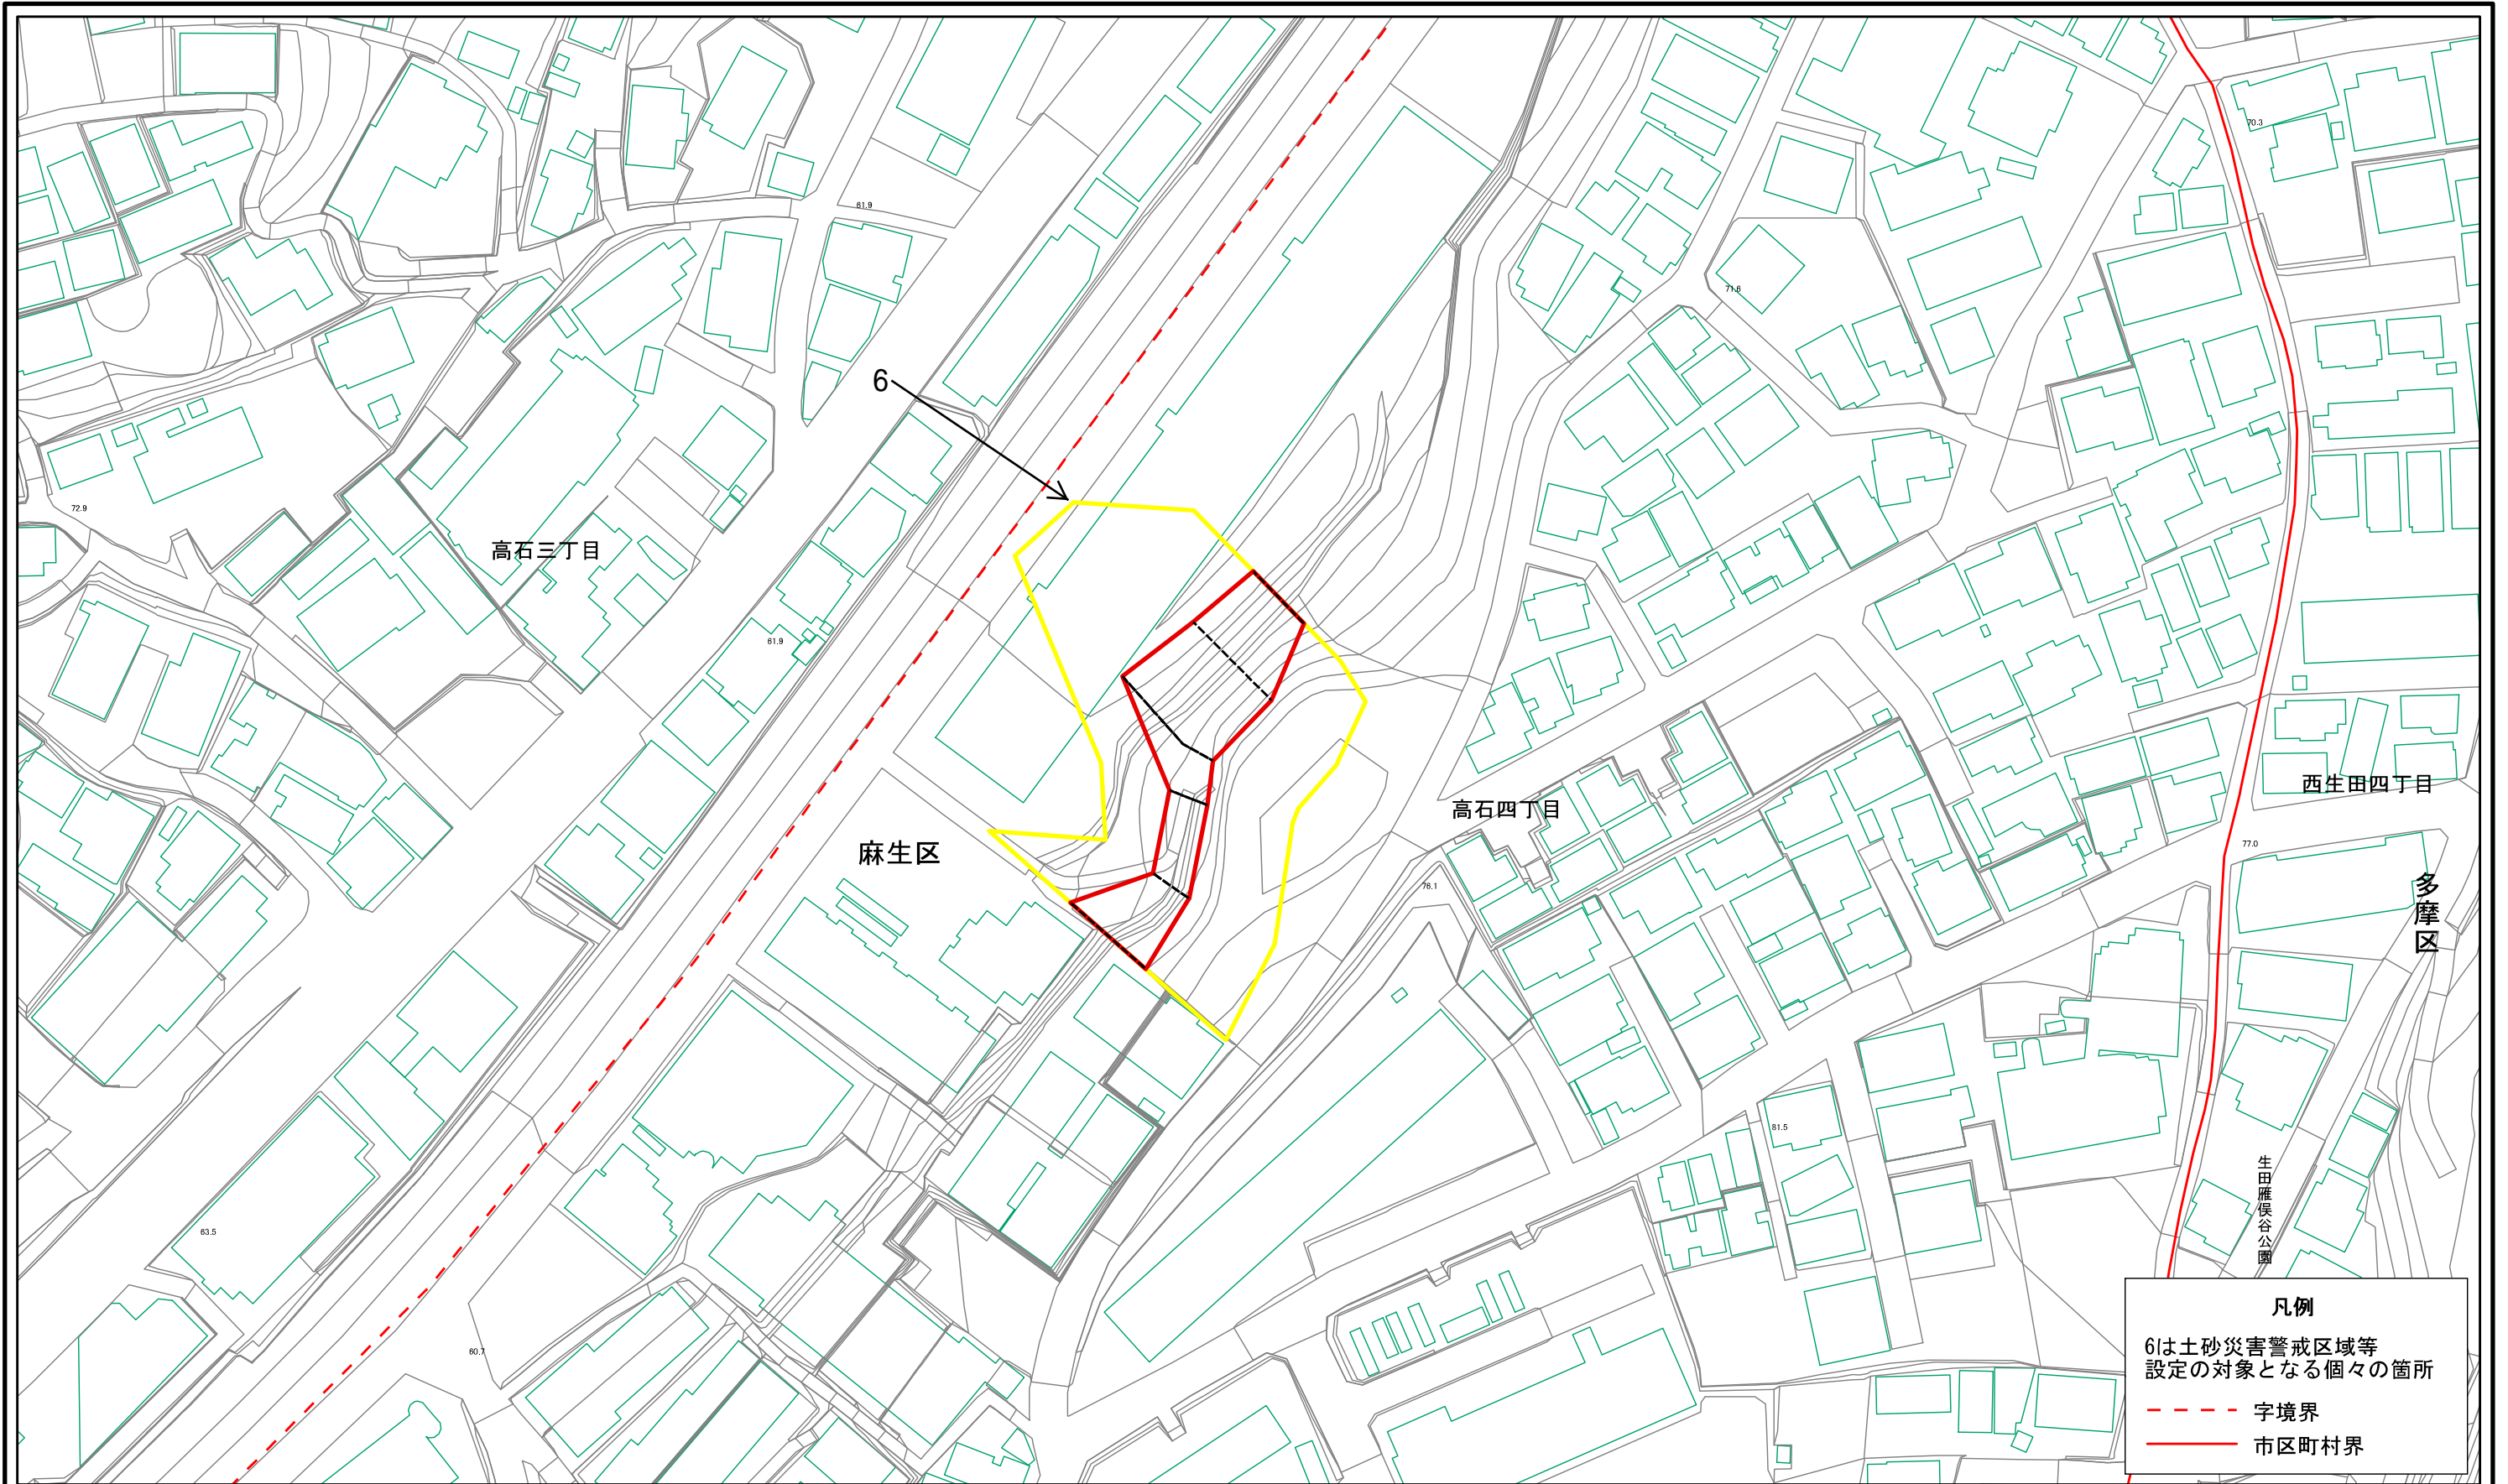 70.3
61.9
71.6
6
72.9
高石三丁目
61.9
西生田四丁目
高石四丁目
77.0
麻生区
76.1
多摩区
81.5
生田雁俣谷公園
63.5
60.7
凡例
6は土砂災害警戒区域等
設定の対象となる個々の箇所
字境界
市区町村界